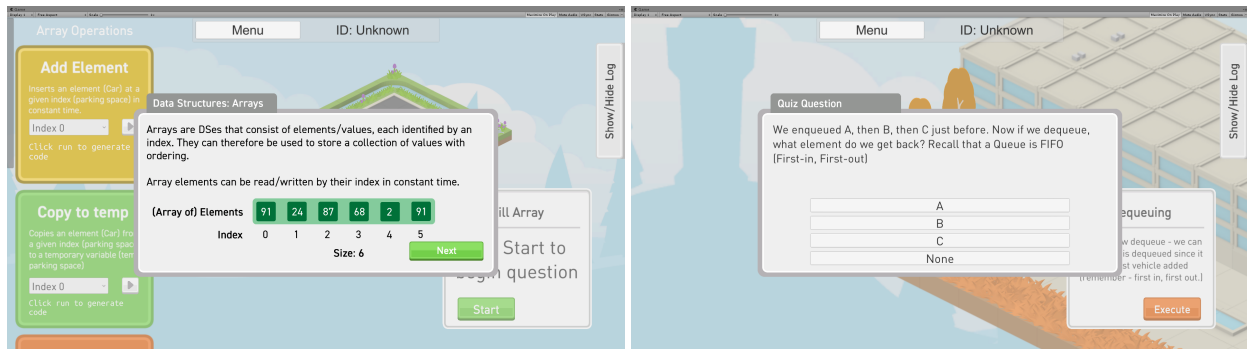 Array Operations
Menu
ID: Unknown
Show/Hide Log
Add Element
Inserts an element (Car) at a
given index (parking space) in
constant time.
Index 0
Click run to generate
code
Data Structures: Arrays
Arrays are DSes that consist of elements/values, each identified by an
index. They can therefore be used to store a collection of values with
ordering.
Array elements can be read/written by their index in constant time.
(Array of) Elements 91 24 87 68 2 91
Index 0 1 2 3 4 5
Size: 6
Next
Copy to temp
Copies an element (Car) from
a given index (parking space)
to a temporary variable (temp
parking space)
Index 0
Click run to generate
code
ill Array
Start to
begin question
Start
Menu
ID: Unknown
Show/Hide Log
Quiz Question
We enqueued A, then B, then C just before. Now if we dequeue,
what element do we get back? Recall that a Queue is FIFO
(First-in, First-out)
A
B
C
None
equeuing
w dequeue - we can
is dequeued since it
st vehicle added
(remember - first in, first out.)
Execute